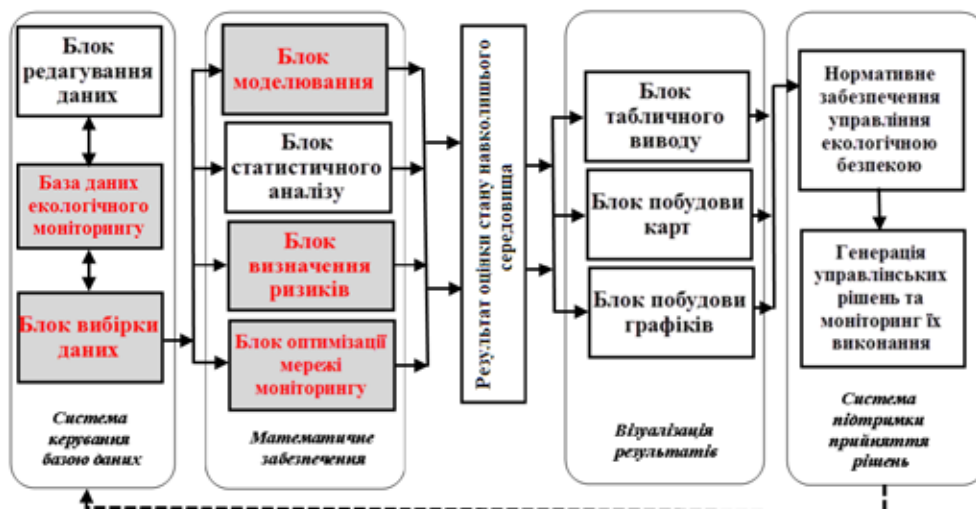 Блок
редагування
даних
База даних
екологічного
моніторингу
Блок вибірки
даних
Система
керування
базою даних
Блок
моделювання
Блок
статистичного
аналізу
Блок
визначення
ризиків
Блок оптимізації
мережі
моніторингу
Математичне
забезпечення
Результат оцінки стану навколишього
середовища
Блок
табличного
виводу
Блок побудови
карт
Блок побудови
графіків
Візуалізація
результатів
Нормативне
забезпечення
управління
екологічною
безпекою
Генерація
управлінських
рішень та
моніторинг їх
виконання
Система
підтримки
прийняття
рішень